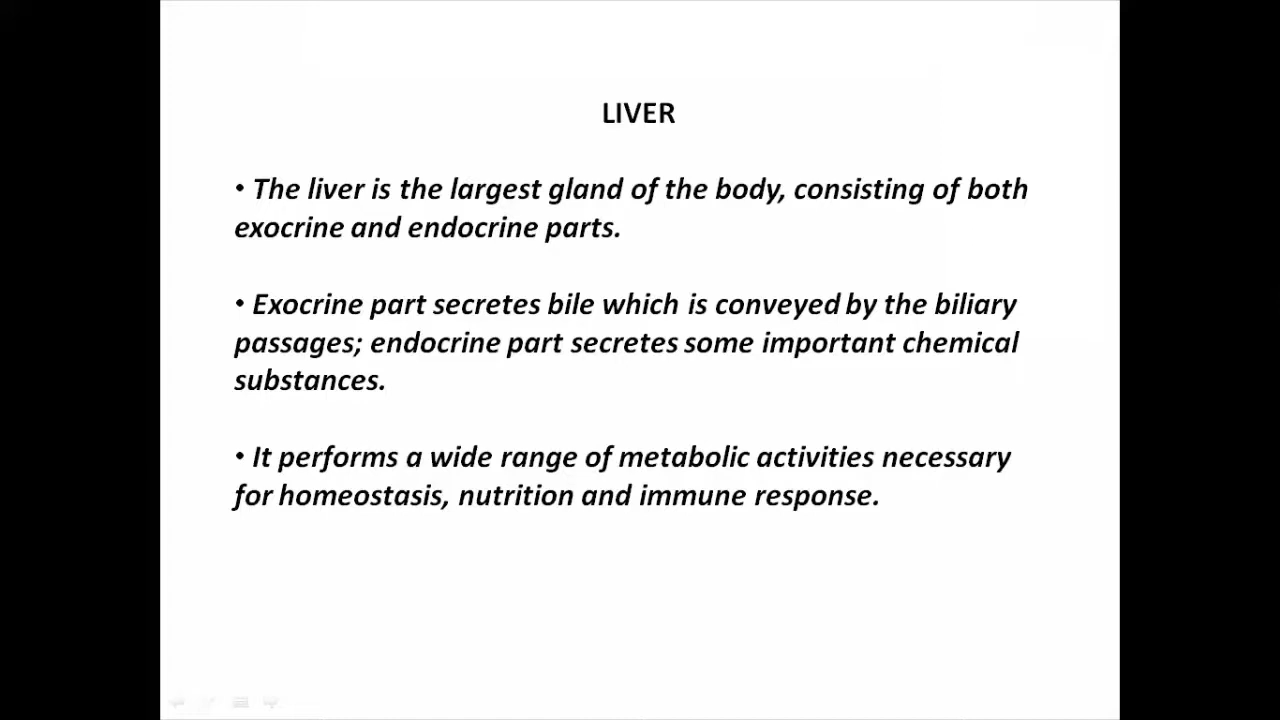 LIVER
• The liver is the largest gland of the body, consisting of both
exocrine and endocrine parts.
• Exocrine part secretes bile which is conveyed by the biliary
passages; endocrine part secretes some important chemical
substances.
• It performs a wide range of metabolic activities necessary
for homeostasis, nutrition and immune response.